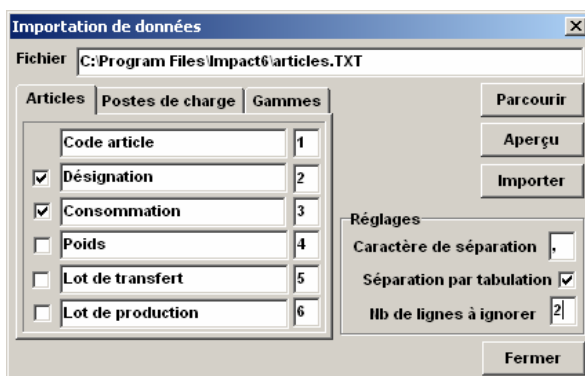 Importation de données
Fichier C:\Program Files\Impact6\articles.TXT
Articles Postes de charge Gammes
Code article 1
Désignation 2
Consommation 3
Poids 4
Lot de transfert 5
Lot de production 6
Parcourir
Aperçu
Importer
Réglages
Caractère de séparation ,
Séparation par tabulation
Nb de lignes à ignorer 2
Fermer